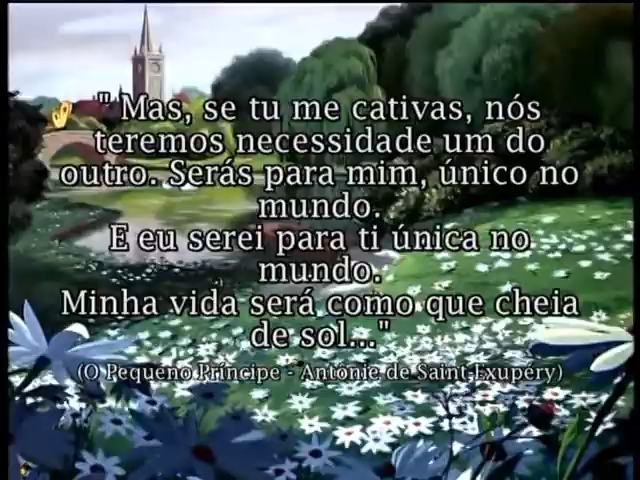 " Mas, se tu me cativas, nós
teremos necessidade um do
outro. Serás para mim, único no
mundo.
E eu serei para ti única no
mundo.
Minha vida será como que cheia
de sol..."
(O Pequeno Príncipe - Antonie de Saint-Exupéry)